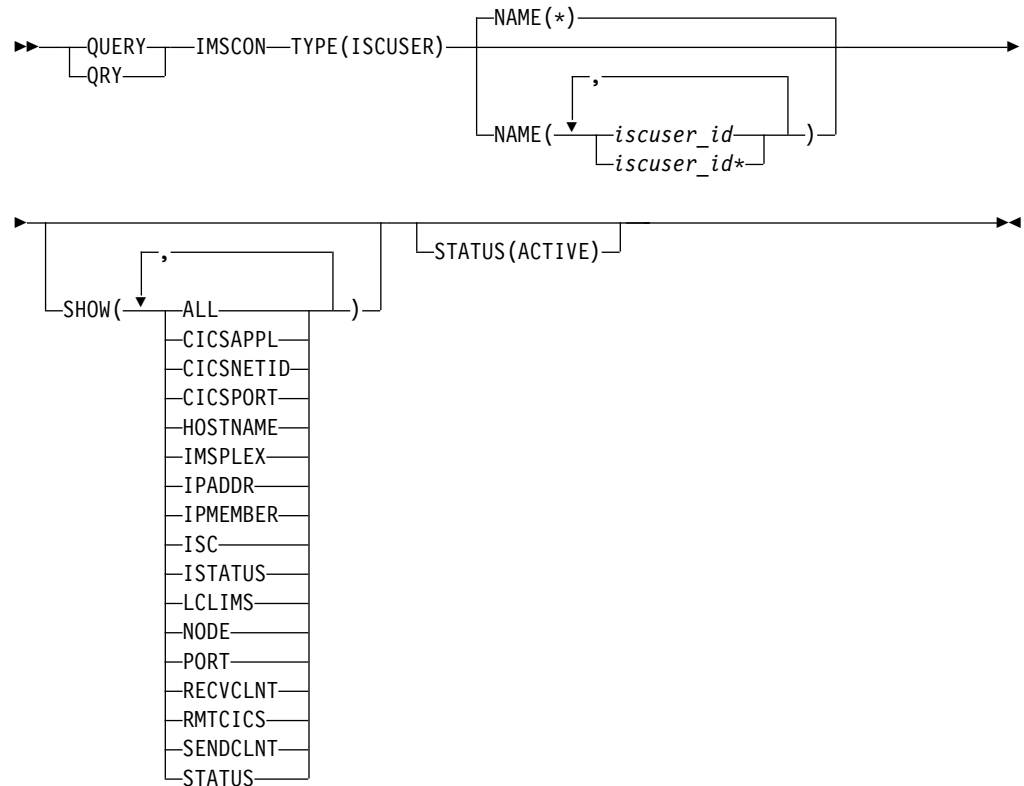 NAME(*)
QUERY IMSCON TYPE(ISCUSER)
QRY
,
NAME( iscuser_id )
iscuser_id*
STATUS(ACTIVE)
,
SHOW( ALL )
CICSAPPL
CICSNETID
CICSPORT
HOSTNAME
IMSPLEX
IPADDR
IPMEMBER
ISC
ISTATUS
LCLIMS
NODE
PORT
RECVCLNT
RMTCICS
SENDCLNT
STATUS